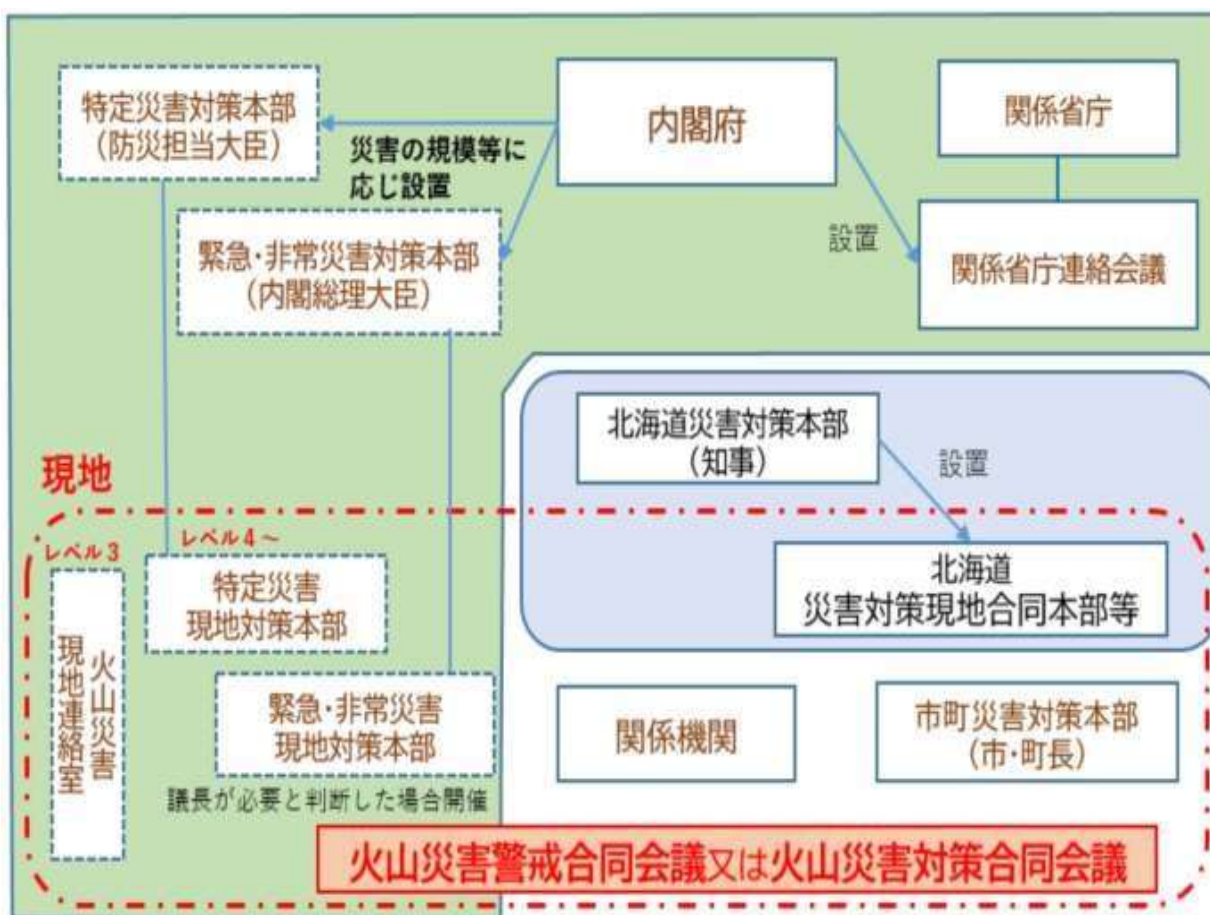 特定災害対策本部
(防災担当大臣)
内閣府
関係省庁
災害の規模等に
応じ設置
緊急・非常災害対策本部
(内閣総理大臣)
設置
関係省庁連絡会議
北海道災害対策本部
(知事)
設置
現地
レベル3
レベル4～
火山災害
現地連絡室
特定災害
現地対策本部
北海道
災害対策現地合同本部等
緊急・非常災害
現地対策本部
関係機関
市町災害対策本部
(市・町長)
議長が必要と判断した場合開催
火山災害警戒合同会議又は火山災害対策合同会議